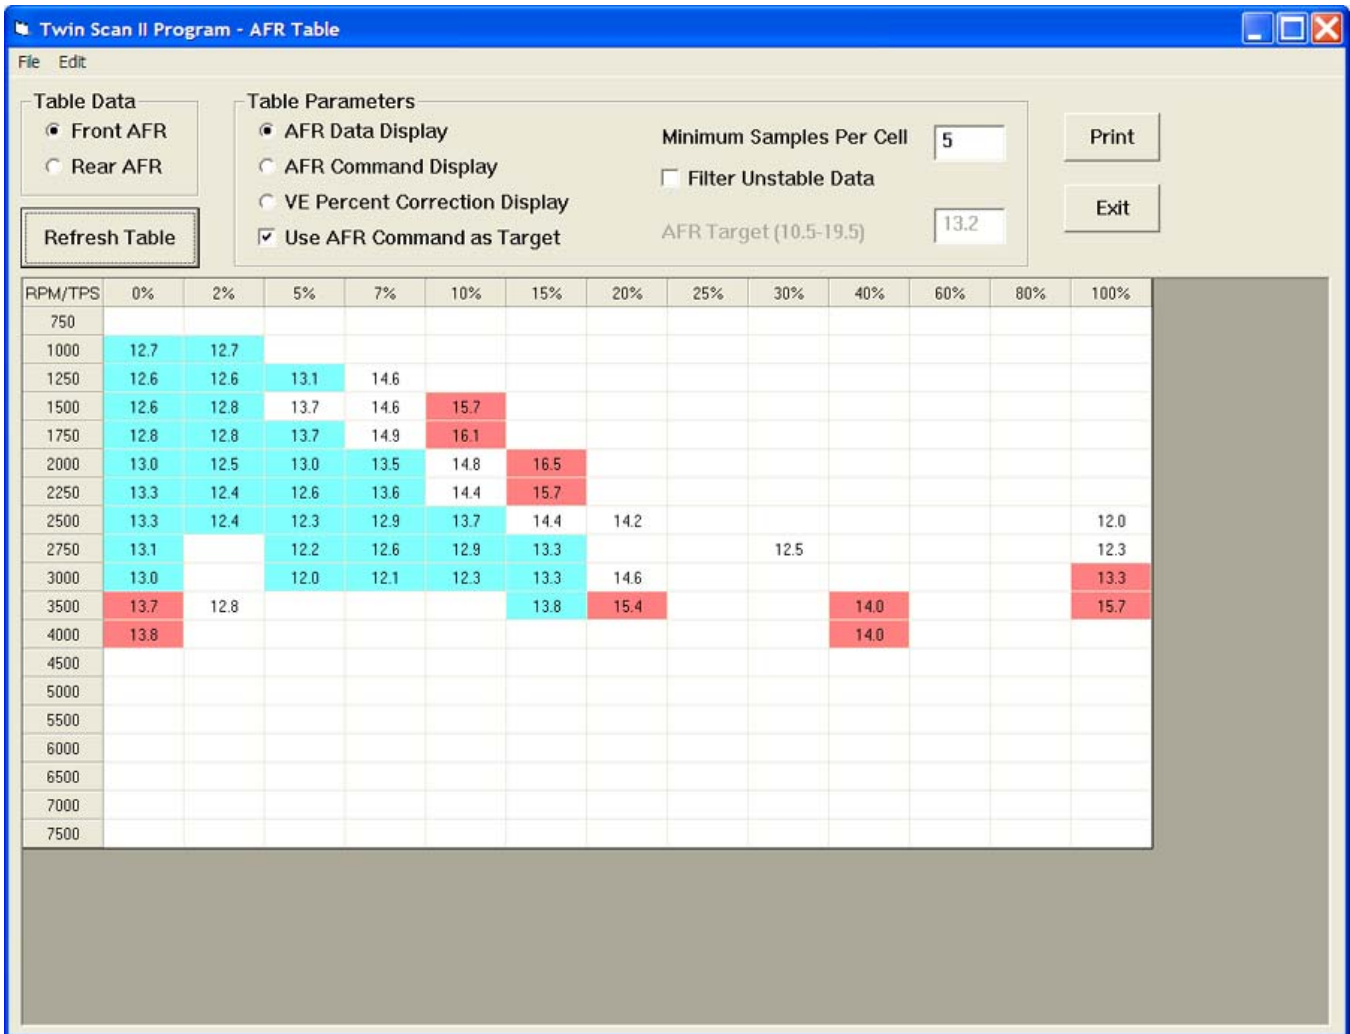 Twin Scan II Program - AFR Table
File Edit
Table Data
Front AFR
Rear AFR
Refresh Table
Table Parameters
AFR Data Display
AFR Command Display
VE Percent Correction Display
Use AFR Command as Target
Minimum Samples Per Cell 5
Filter Unstable Data
AFR Target (10.5-19.5) 13.2
Print
Exit
RPM/TPS 0% 2% 5% 7% 10% 15% 20% 25% 30% 40% 60% 80% 100%
750
1000 12.7 12.7
1250 12.6 12.6 13.1 14.6
1500 12.6 12.8 13.7 14.6 15.7
1750 12.8 12.8 13.7 14.9 16.1
2000 13.0 12.5 13.0 13.5 14.8 16.5
2250 13.3 12.4 12.6 13.6 14.4 15.7
2500 13.3 12.4 12.3 12.9 13.7 14.4 14.2 12.0
2750 13.1 12.2 12.6 12.9 13.3 12.5 12.3
3000 13.0 12.0 12.1 12.3 13.3 14.6 13.3
3500 13.7 12.8 13.8 15.4 14.0 15.7
4000 13.8 14.0
4500
5000
5500
6000
6500
7000
7500